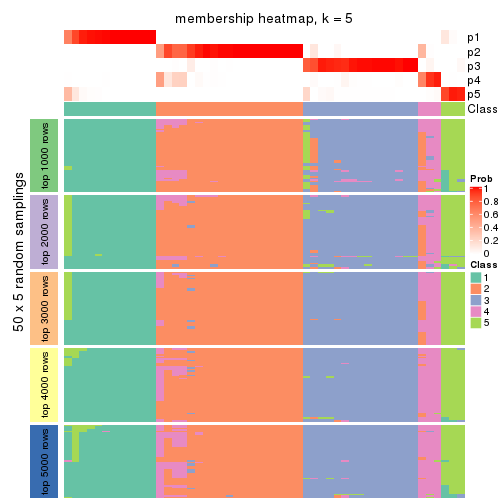 membership heatmap, k = 5
p1
p2
p3
p4
p5
Class
50 x 5 random samplings
top 1000 rows
top 2000 rows
top 3000 rows
top 4000 rows
top 5000 rows
Prob
1
0.8
0.6
0.4
0.2
0
Class
1
2
3
4
5